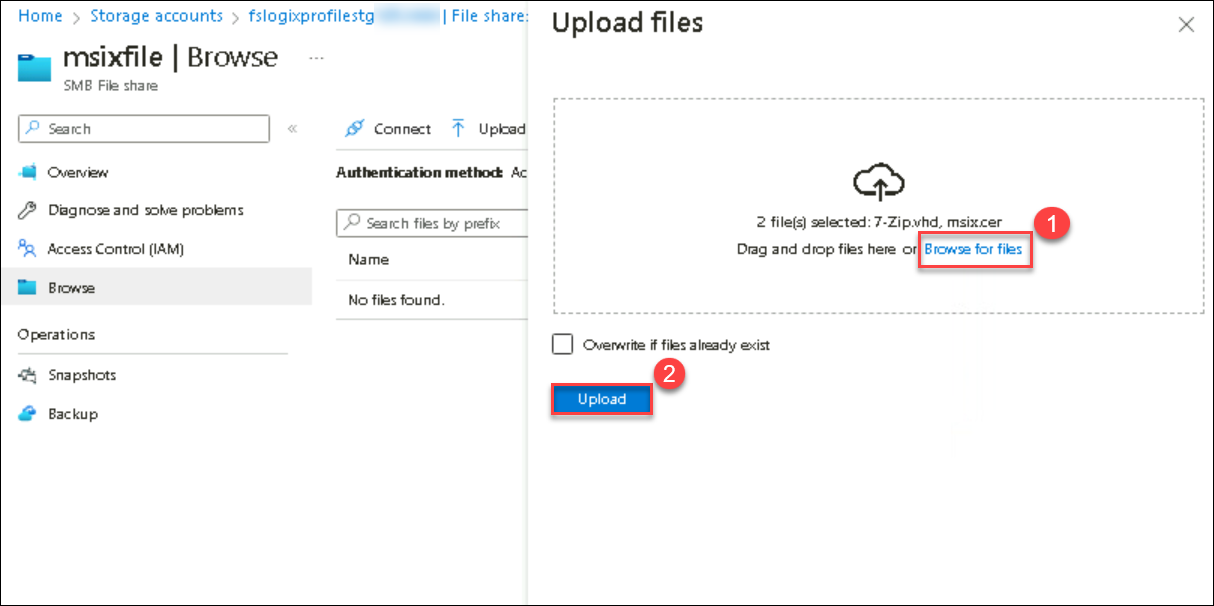 Home > Storage accounts > fslogixprofilestg | File share:
msixfile | Browse ...
SMB File share
Search
«
Overview
Diagnose and solve problems
Access Control (IAM)
Browse
Operations
Snapshots
Backup
Connect
Upload
Authentication method: Ac
Search files by prefix
Name
No files found.
Upload files
2 file(s) selected: 7-Zip.vhd, msix.cer
Drag and drop files here or Browse for files
1
Overwrite if files already exist
2
Upload